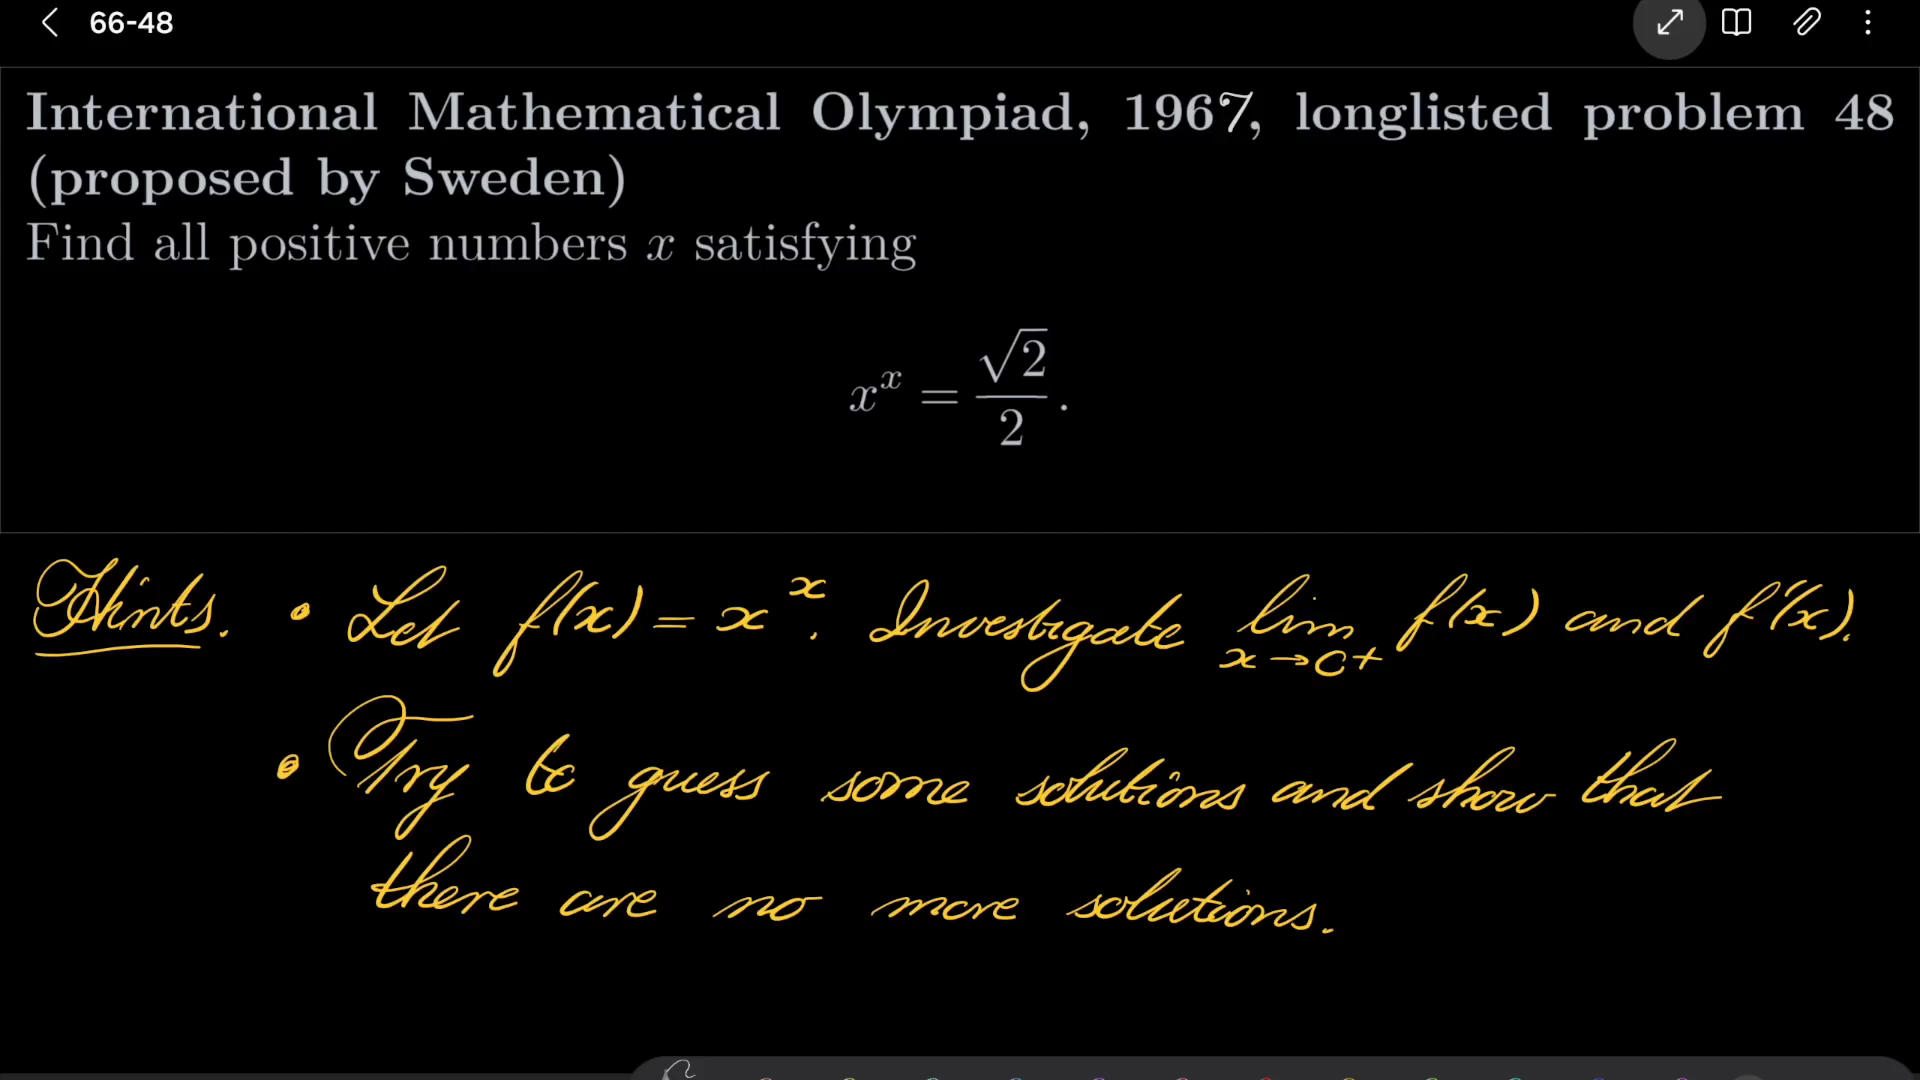 66-48
International Mathematical Olympiad, 1967, longlisted problem 48
(proposed by Sweden)
Find all positive numbers x satisfying
x^x = √2/2.
Hints. • Let f(x) = x^x. Investigate lim_{x→0+} f(x) and f'(x).
• Try to guess some solutions and show that
there are no more solutions.